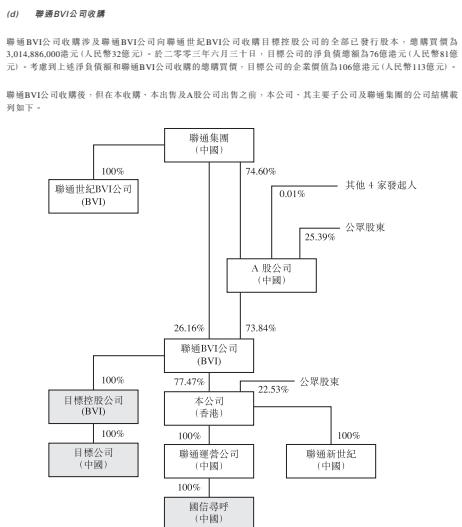 (d) 聯通BVI公司收購
聯通BVI公司收購涉及聯通BVI公司向聯通世紀BVI公司收購目標控股公司的全部已發行股本，總購買價為
3,014,886,000港元（人民幣32億元）。於二零零三年六月三十日，目標公司的淨負債總額為76億港元（人民幣81億
元）。考慮到上述淨負債額和聯通BVI公司收購的總購買價，目標公司的企業價值為106億港元（人民幣113億元）。
聯通BVI公司收購後，但在本收購、本出售及A股公司出售之前，本公司、其主要子公司及聯通集團的公司結構載
列如下。
聯通集團
（中國）
100%
74.60%
聯通世紀BVI公司
(BVI)
0.01%
其他 4 家發起人
25.39%
公眾股東
A 股公司
（中國）
26.16%
73.84%
聯通BVI公司
(BVI)
100%
77.47%
22.53%
公眾股東
目標控股公司
(BVI)
本公司
（香港）
100%
100%
100%
目標公司
（中國）
聯通運營公司
（中國）
聯通新世紀
（中國）
100%
國信尋呼
（中國）